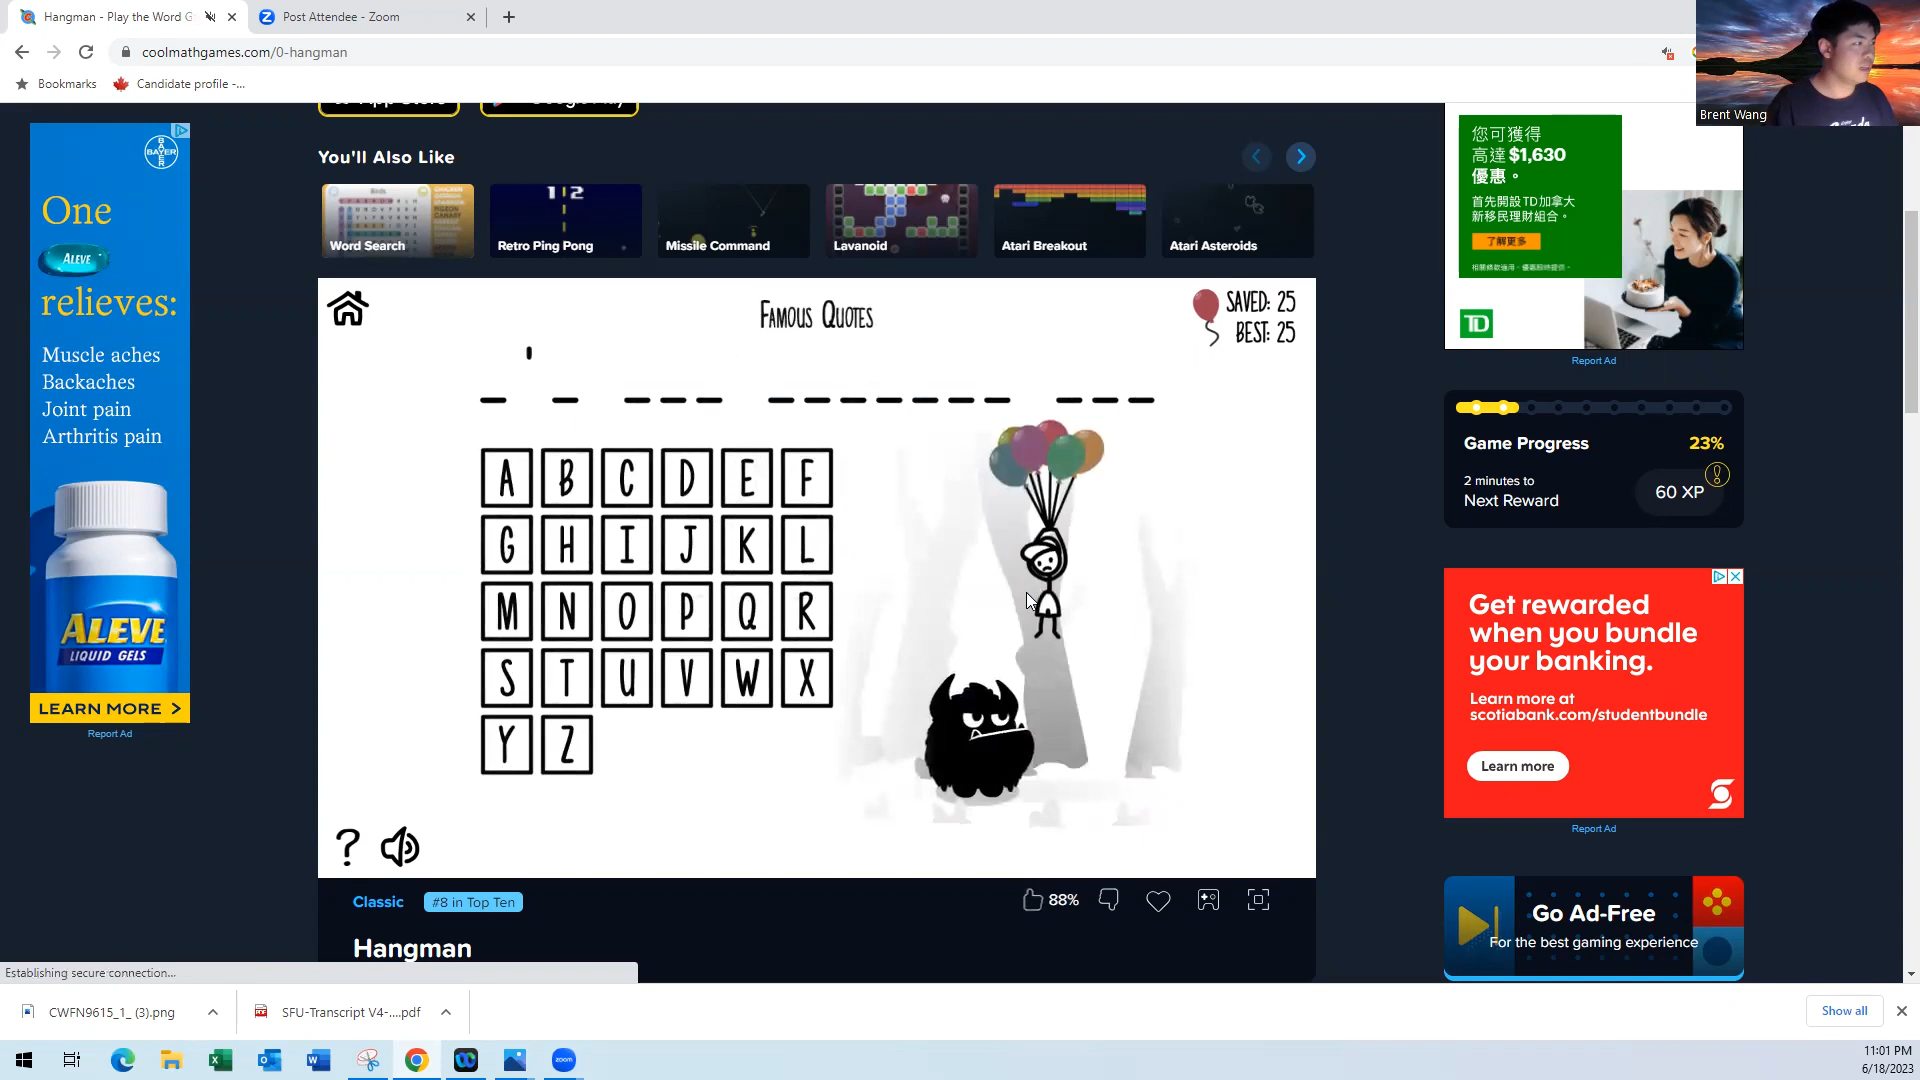 Hangman - Play the Word G
Post Attendee - Zoom
coolmathgames.com/0-hangman
Bookmarks
Candidate profile -...
Brent Wang
BAYER
One
ALEVE
relieves:
Muscle aches
Backaches
Joint pain
Arthritis pain
ALEVE
LIQUID GELS
LEARN MORE
Report Ad
App Store
Google Play
You'll Also Like
Word Search
Retro Ping Pong
Missile Command
Lavanoid
Atari Breakout
Atari Asteroids
FAMOUS QUOTES
SAVED: 25
BEST: 25
'
A B C D E F
G H I J K L
M N O P Q R
S T U V W X
Y Z
?
Classic
#8 in Top Ten
88%
Hangman
您可獲得
高達 $1,630
優惠。
首先開設TD加拿大
新移民理財組合。
了解更多
TD
Report Ad
Game Progress
23%
2 minutes to
Next Reward
60 XP
Get rewarded
when you bundle
your banking.
Learn more at
scotiabank.com/studentbundle
Learn more
Report Ad
Go Ad-Free
For the best gaming experience
Establishing secure connection...
CWFN9615_1_ (3).png
SFU-Transcript V4-....pdf
Show all
zoom
11:01 PM
6/18/2023